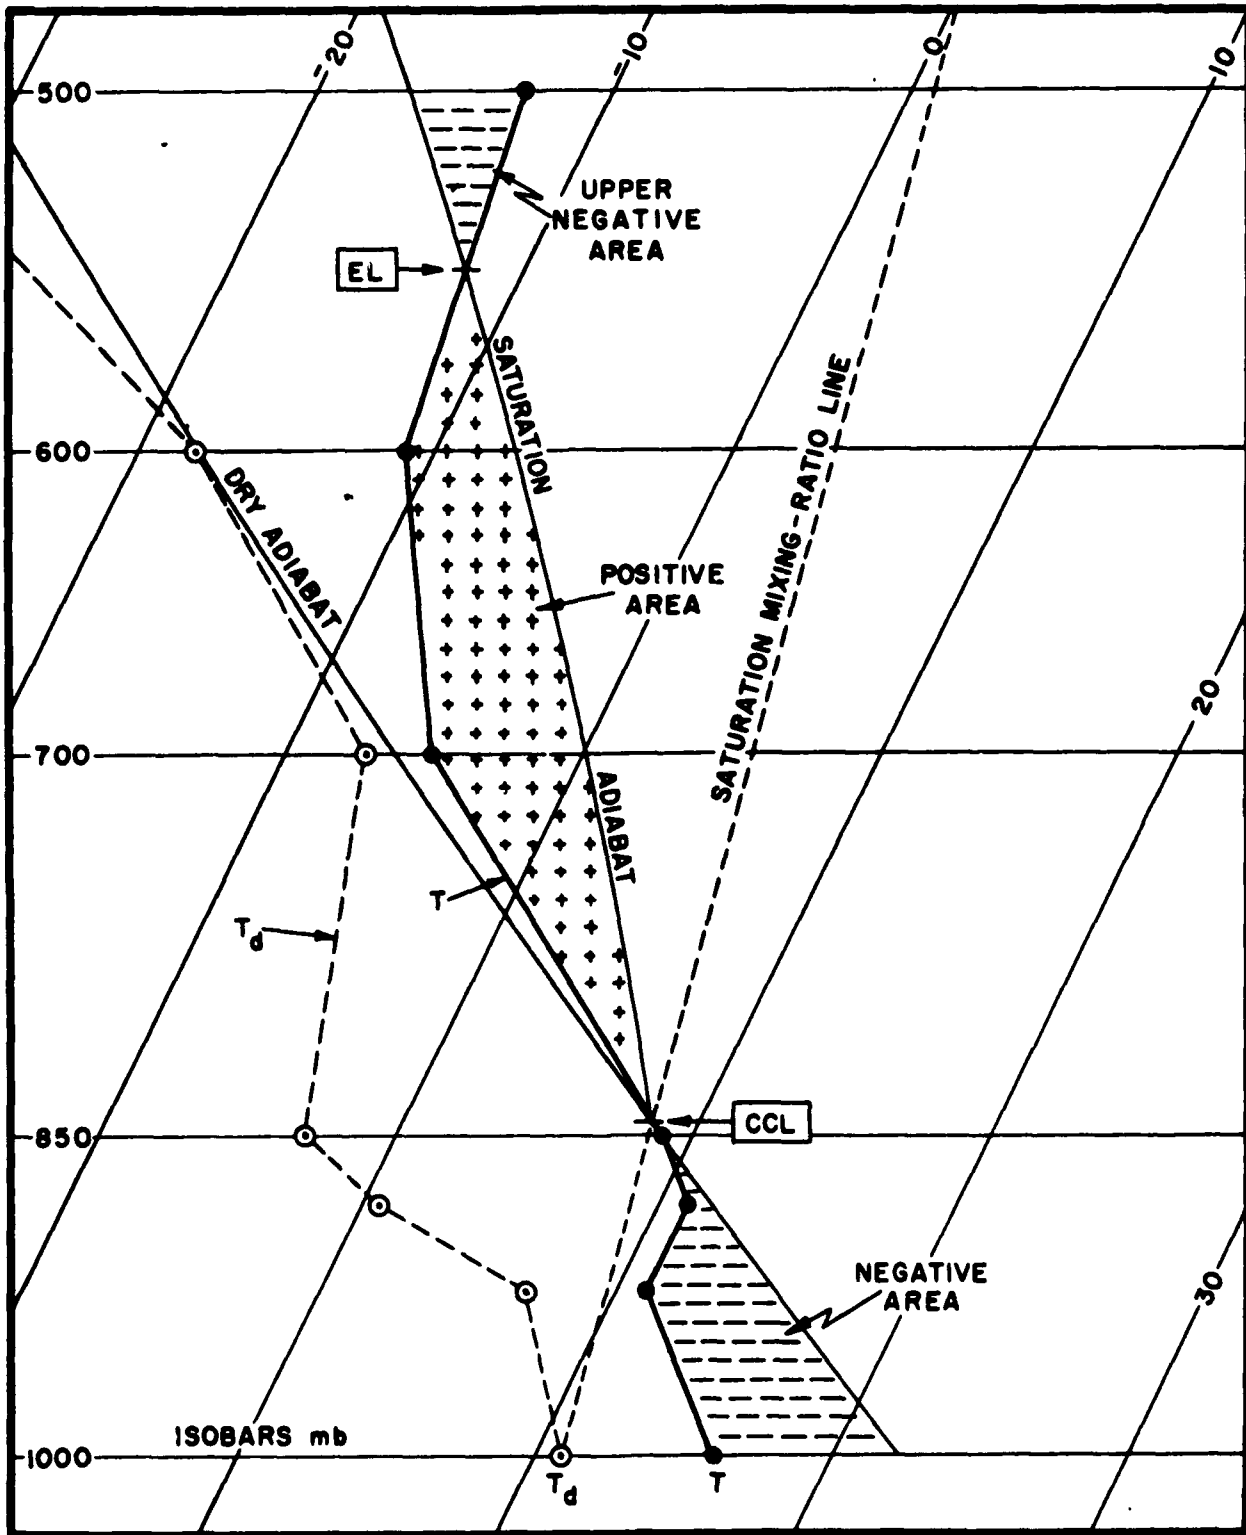 -20
-10
0
10
500
UPPER
NEGATIVE
AREA
EL
SATURATION
SATURATION MIXING-RATIO LINE
600
DRY ADIABAT
POSITIVE
AREA
20
700
ADIABAT
T
Td
CCL
850
NEGATIVE
AREA
30
ISOBARS mb
1000
Td
T